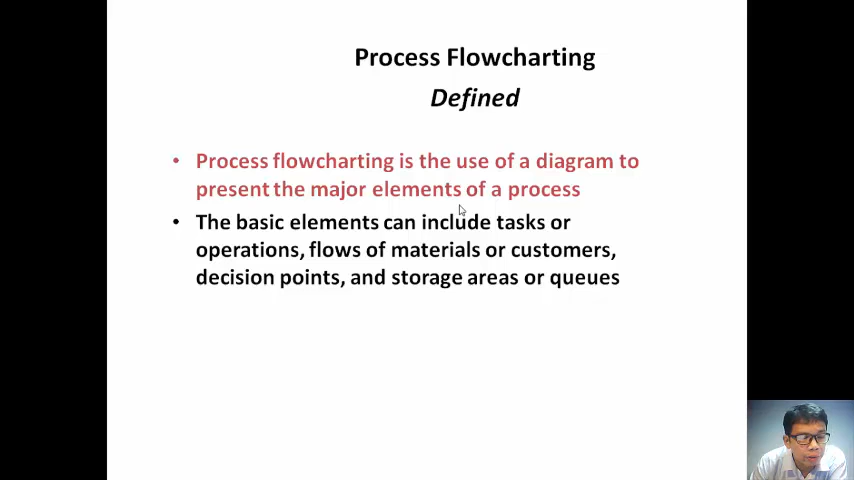 Process Flowcharting
Defined
• Process flowcharting is the use of a diagram to
present the major elements of a process
• The basic elements can include tasks or
operations, flows of materials or customers,
decision points, and storage areas or queues